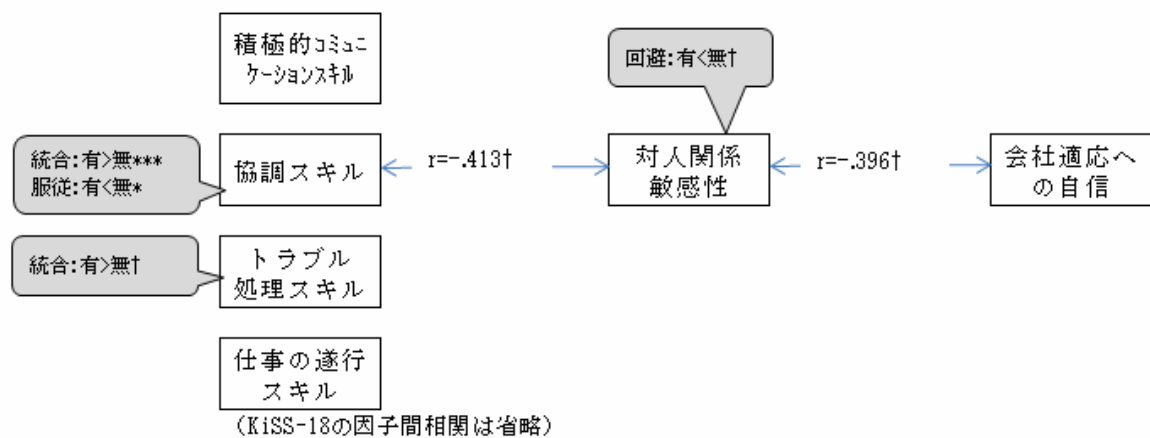 積極的コミュニ
ケーションスキル
回避:有<無†
統合:有>無***
服従:有<無*
協調スキル
r=-.413†
対人関係
敏感性
r=-.396†
会社適応へ
の自信
統合:有>無†
トラブル
処理スキル
仕事の遂行
スキル
(KiSS-18の因子間相関は省略)